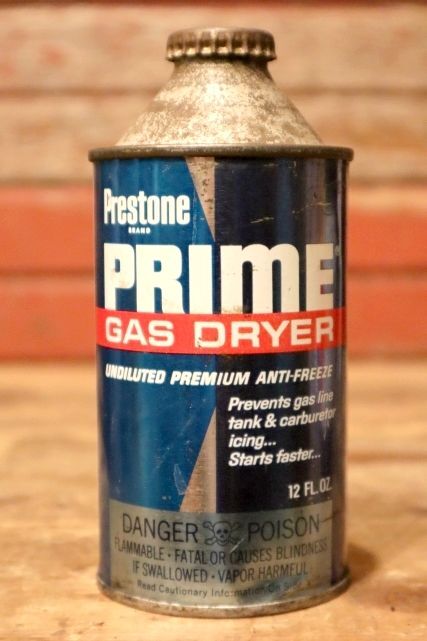 Prestone
BRAND
PRIME
GAS DRYER
UNDILUTED PREMIUM ANTI-FREEZE
Prevents gas line
tank & carburetor
icing...
Starts faster...
12 FL. OZ.
DANGER POISON
FLAMMABLE · FATAL OR CAUSES BLINDNESS
IF SWALLOWED · VAPOR HARMFUL
Read Cautionary Information On